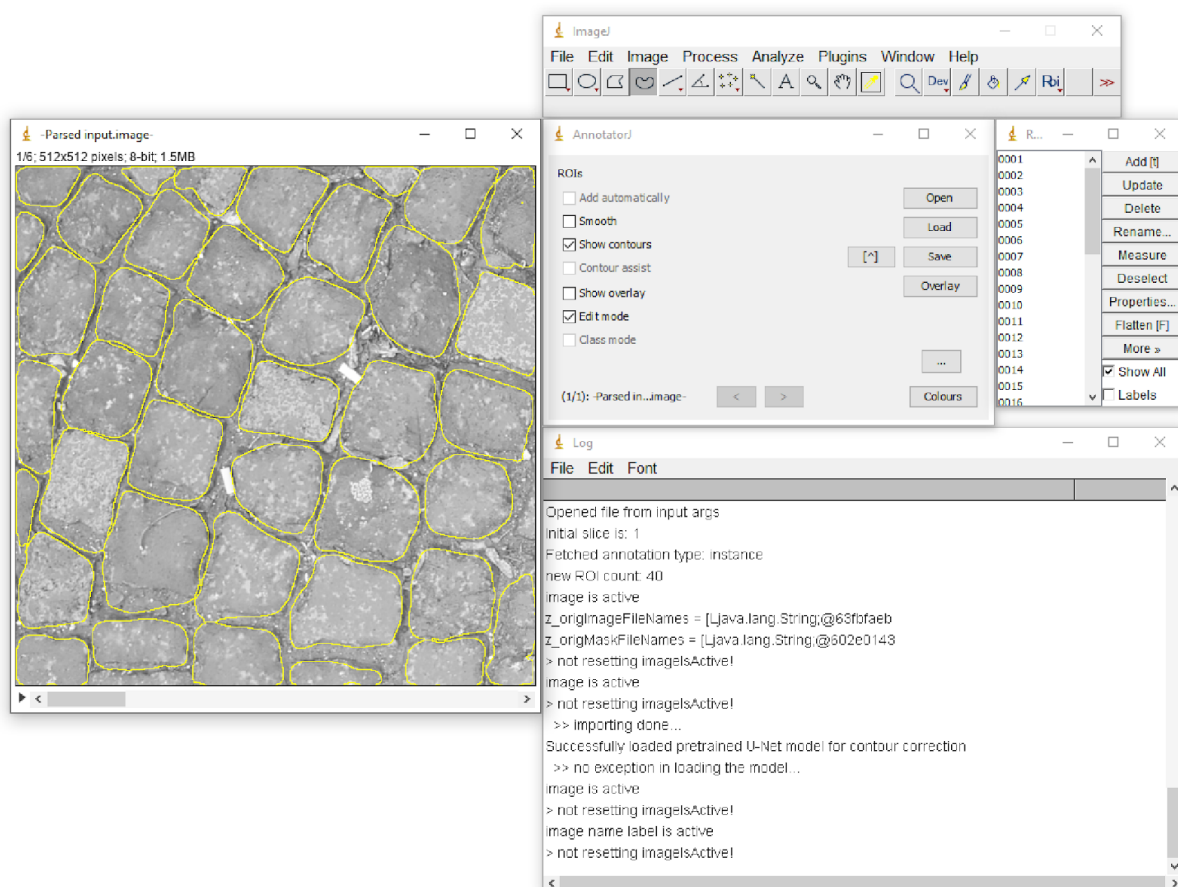 ImageJ
File Edit Image Process Analyze Plugins Window Help
A Dev Roi >>
-Parsed input.image-
1/6; 512x512 pixels; 8-bit; 1.5MB
AnnotatorJ
ROIs
Add automatically
Smooth
Show contours
Contour assist
Show overlay
Edit mode
Class mode
Open
Load
[^] Save
Overlay
...
(1/1): -Parsed in...image- < > Colours
R...
0001
0002
0003
0004
0005
0006
0007
0008
0009
0010
0011
0012
0013
0014
0015
0016
Add [t]
Update
Delete
Rename...
Measure
Deselect
Properties...
Flatten [F]
More »
Show All
Labels
Log
File Edit Font
Opened file from input args
Initial slice is: 1
Fetched annotation type: instance
new ROI count: 40
image is active
z_origImageFileNames = [Ljava.lang.String;@63fbfaeb
z_origMaskFileNames = [Ljava.lang.String;@602e0143
> not resetting imageIsActive!
image is active
> not resetting imageIsActive!
>> importing done...
Successfully loaded pretrained U-Net model for contour correction
>> no exception in loading the model...
image is active
> not resetting imageIsActive!
image name label is active
> not resetting imageIsActive!